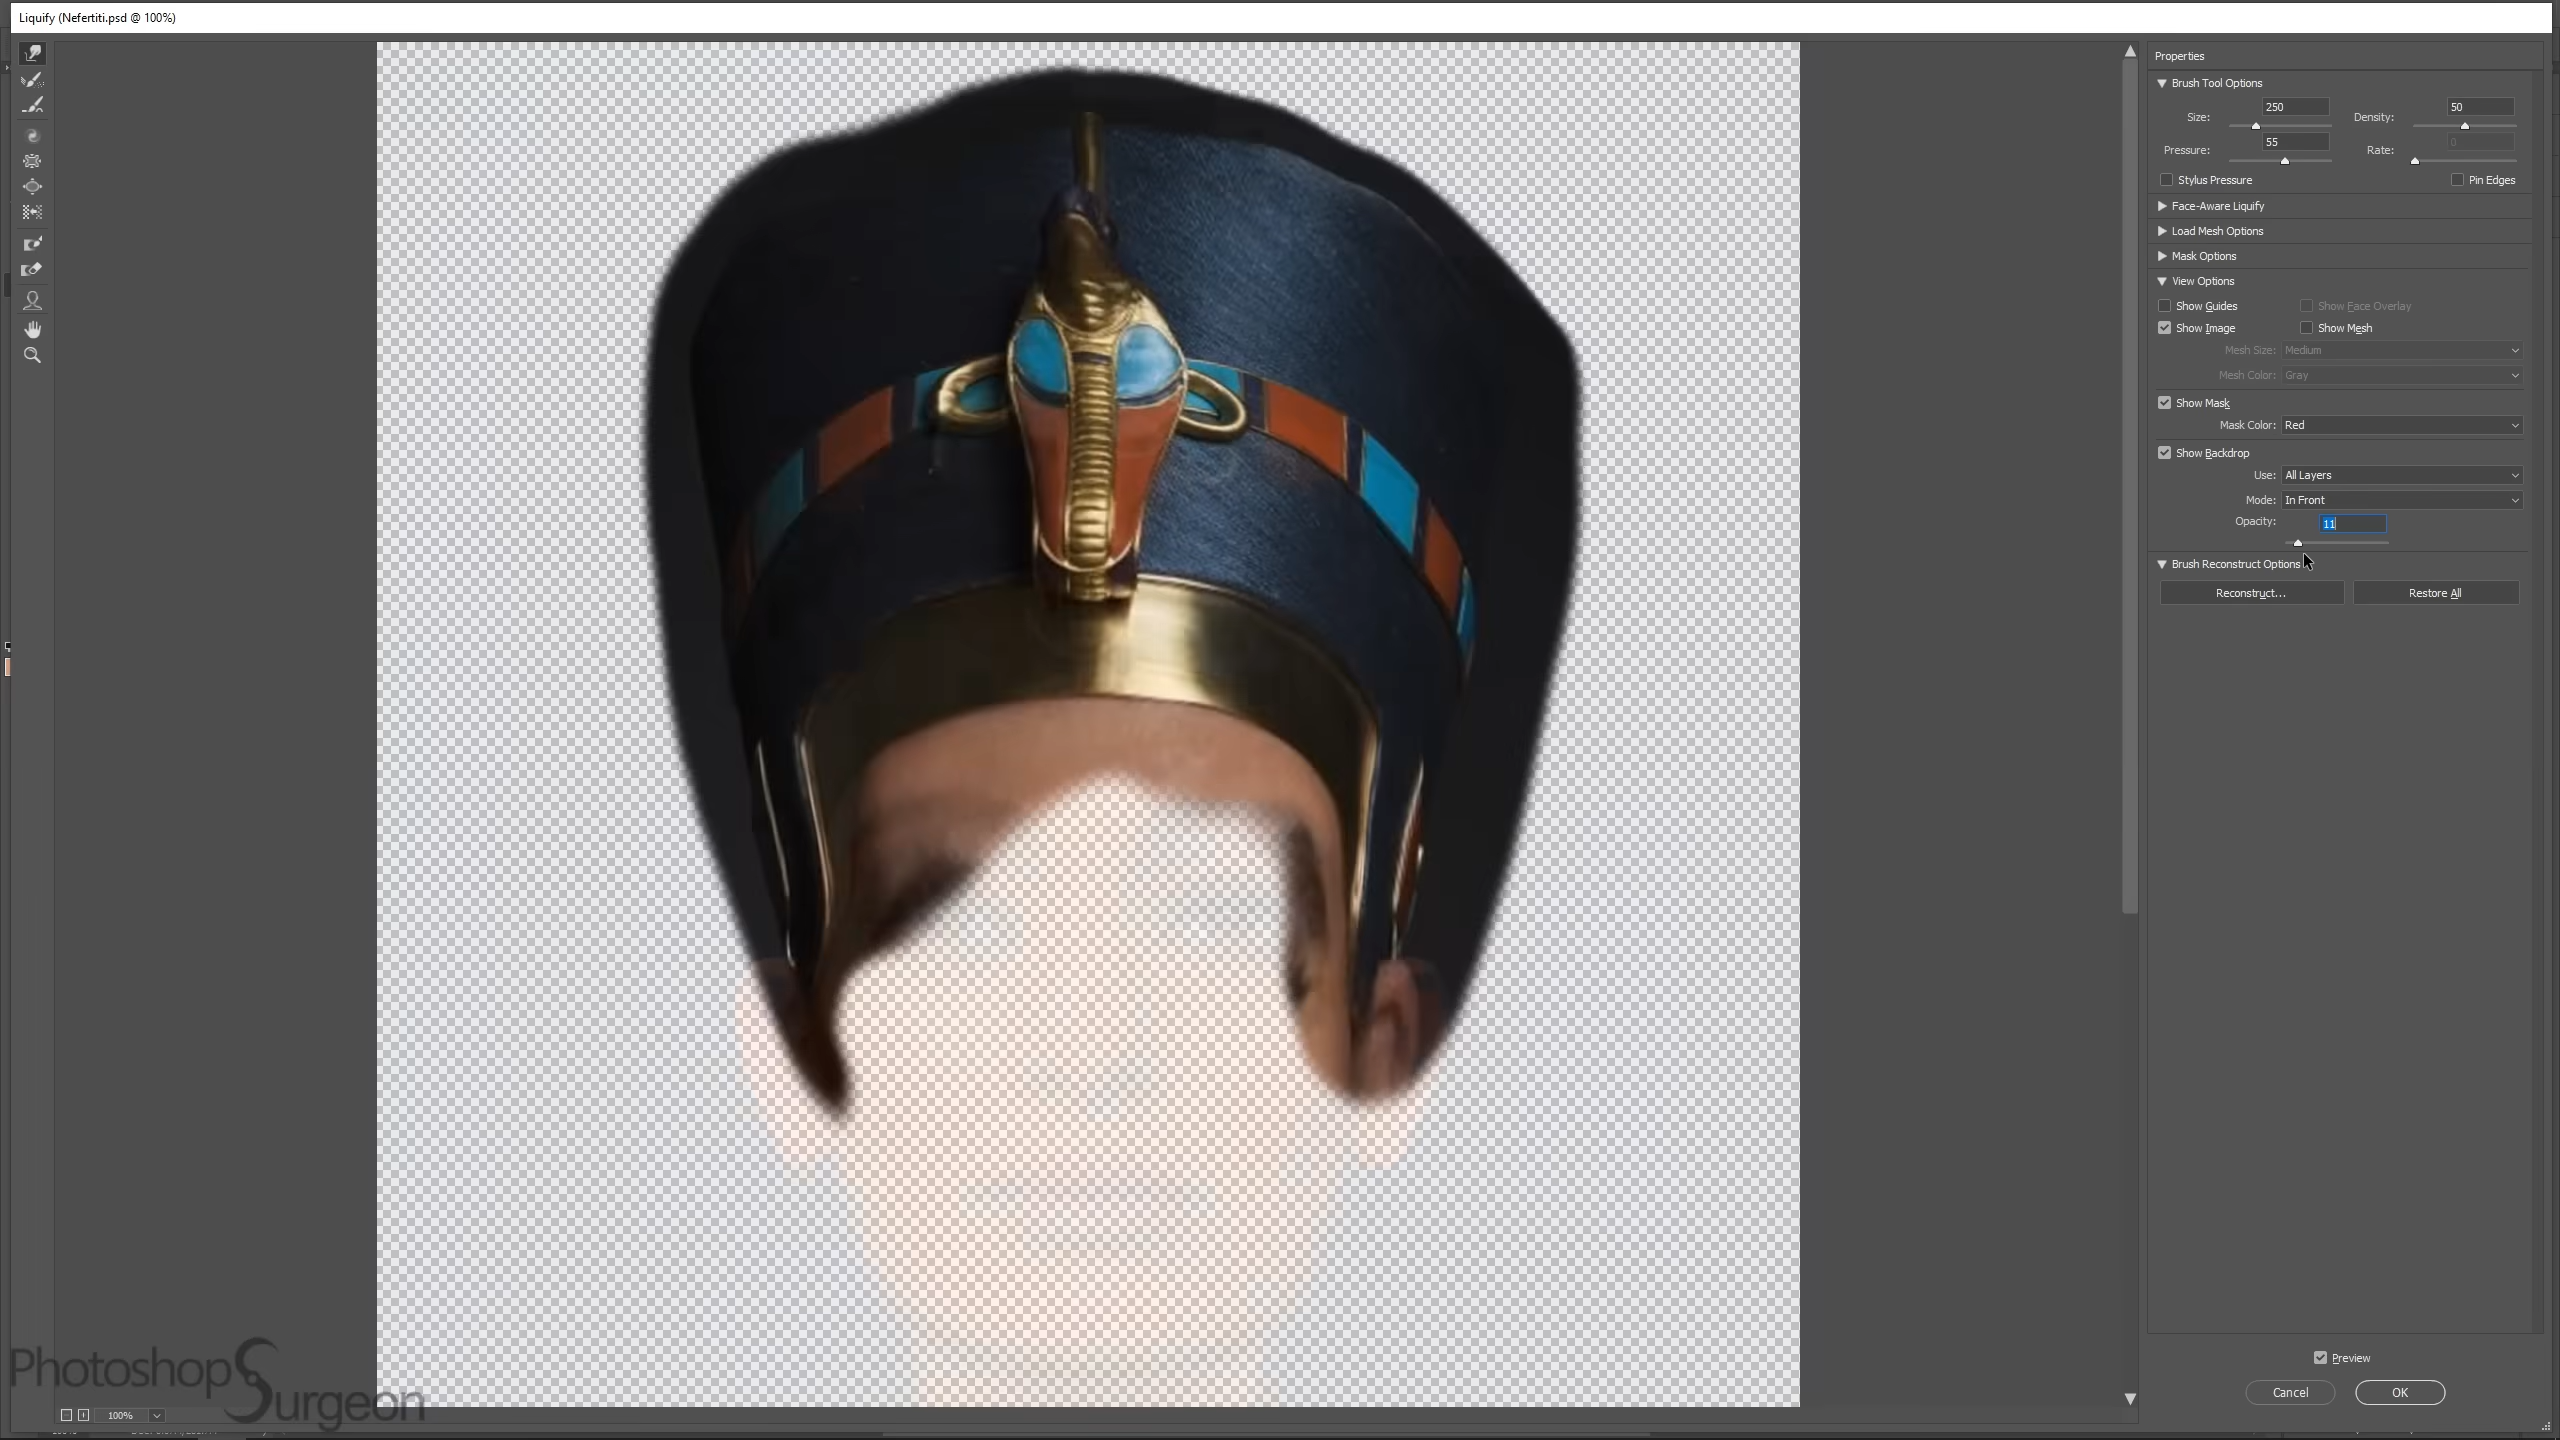 Liquify (Nefertiti.psd @ 100%)
Properties
Brush Tool Options
Size: 250 Density: 50
Pressure: 55 Rate: 0
Stylus Pressure Pin Edges
Face-Aware Liquify
Load Mesh Options
Mask Options
View Options
Show Guides Show Face Overlay
Show Image Show Mesh
Mesh Size: Medium
Mesh Color: Gray
Show Mask
Mask Color: Red
Show Backdrop
Use: All Layers
Mode: In Front
Opacity: 11
Brush Reconstruct Options
Reconstruct... Restore All
Preview
Cancel OK
Photoshop Surgeon
100%